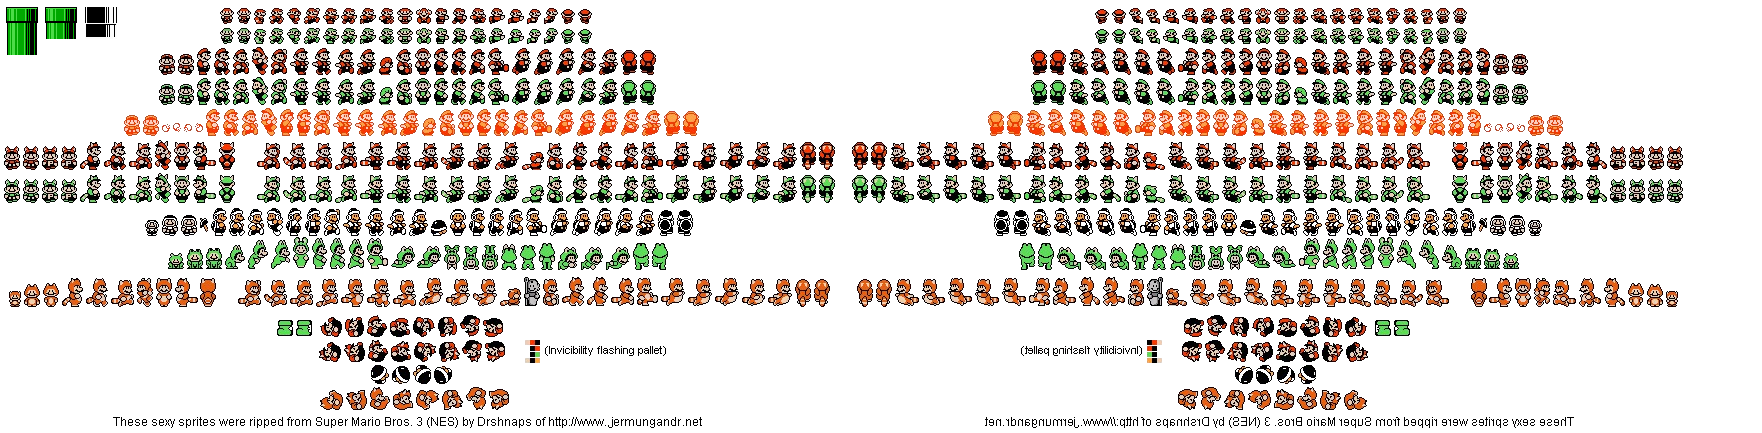 (Invicibility flashing pallet)
(Invicibility flashing pallet)
These sexy sprites were ripped from Super Mario Bros. 3 (NES) by Drshnaps of http://www.jermungandr.net
These sexy sprites were ripped from Super Mario Bros. 3 (NES) by Drshnaps of http://www.jermungandr.net